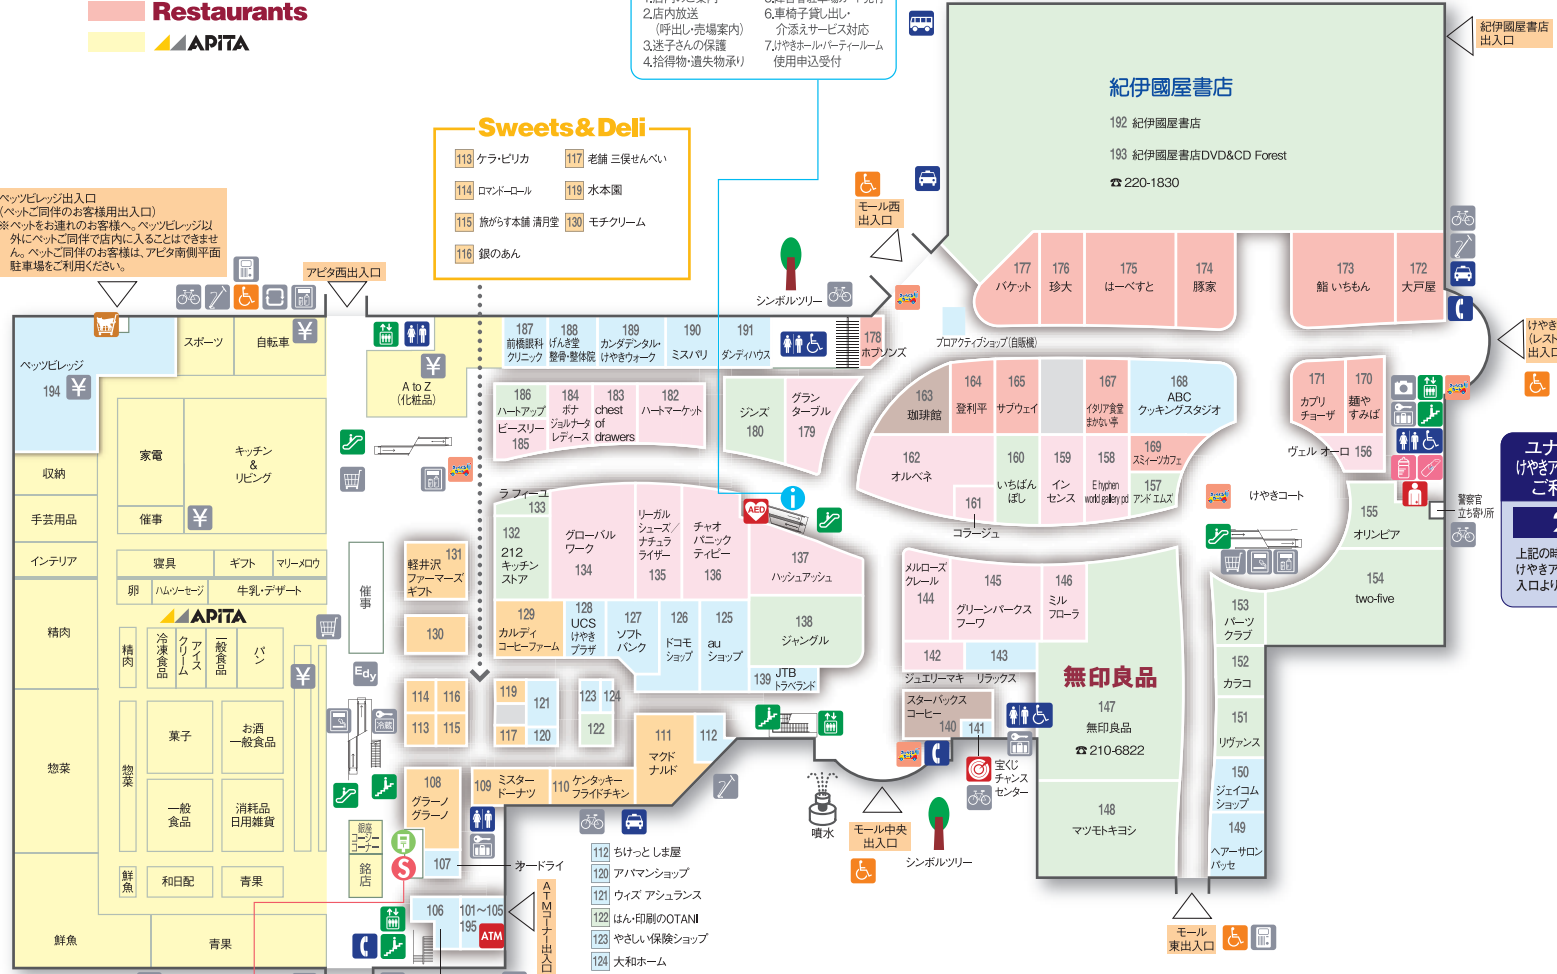 Restaurants
APiTA
2.店内放送
(呼出し・売場案内)
3.迷子さんの保護
4.拾得物・遺失物承り
6.車椅子貸し出し・
介添えサービス対応
7.けやきホール・パーティールーム
使用申込受付
紀伊國屋書店
出入口
紀伊國屋書店
192 紀伊國屋書店
193 紀伊國屋書店DVD&CD Forest
☎220-1830
Sweets&Deli
113 ケラ・ピリカ
114 ロマンドーロール
115 旅がらす本舗 清月堂
116 銀のあん
117 老舗 三俣せんべい
119 水本園
130 モチクリーム
ペッツビレッジ出入口
(ペットご同伴のお客様用出入口)
※ペットをお連れのお客様へ。ペッツビレッジ以
外にペットご同伴で店内に入ることはできませ
ん。ペットご同伴のお客様は、アピタ南側平面
駐車場をご利用ください。
アピタ西出入口
モール西
出入口
シンボルツリー
177
バケット
176
珍大
175
はーべすと
174
豚家
173
鮨 いちもん
172
大戸屋
187
前橋眼科
クリニック
188
げんき堂
整骨・整体院
189
カンダデンタル・
けやきウォーク
190
ミスパリ
191
ダンディハウス
178
ホブソンズ
プロアクティブショップ(自販機)
ペッツビレッジ
194
スポーツ
自転車
A to Z
(化粧品)
186
ハートアップ
ビースリー
185
184
ボナ
ジョルナータ
レディース
183
chest
of
drawers
182
ハートマーケット
ジンズ
180
グラン
ターブル
179
163
珈琲館
164
登利平
165
サブウェイ
167
イタリア食堂
まかない亭
168
ABC
クッキングスタジオ
171
カプリ
チョーザ
170
麺や
すみば
ヴェル オーロ 156
162
オルベネ
161
コラージュ
160
いちばん
ぼし
159
イン
センス
158
E hyphen
world gallery pd
169
スミィーツカフェ
157
アンド エムズ
けやきコート
155
オリンピア
警察官
立ち寄り所
154
two-five
153
パーツ
クラブ
152
カラコ
151
リヴァンス
150
ジェイコム
ショップ
149
ヘアーサロン
バッセ
収納
手芸用品
インテリア
精肉
惣菜
鮮魚
家電
キッチン
&
リビング
催事
寝具
ギフト
マリーメロウ
卵
ハム・ソーセージ
牛乳・デザート
APiTA
精肉
冷凍食品
アイスクリーム
一般食品
パン
惣菜
菓子
お酒
一般食品
一般
食品
消耗品
日用雑貨
鮮魚
和日配
青果
青果
催事
Edy
冷蔵
銀座
コージー
コーナー
銘店
S
131
軽井沢
ファーマーズ
ギフト
130
114
116
113
115
119
121
117
120
123
124
122
ラ フィーユ
133
132
212
キッチン
ストア
グローバル
ワーク
134
リーガル
シューズ/
ナチュラ
ライザー
135
チャオ
パニック
ティピー
136
AED
137
ハッシュアッシュ
129
カルディ
コーヒーファーム
128
UCS
けやき
プラザ
127
ソフト
バンク
126
ドコモ
ショップ
125
au
ショップ
138
ジャングル
139 JTB
トラベランド
111
マクド
ナルド
112
108
グラーノ
グラーノ
109 ミスター
ドーナツ
110 ケンタッキー
フライドチキン
107
オードライ
106
101~105
195
ATM
ATMコーナー出入口
112 ちけっと しま屋
120 アパマンショップ
121 ウィズ アシュランス
122 はん・印刷のOTANI
123 やさしい保険ショップ
124 大和ホーム
メルローズ
クレール
144
145
グリーンパークス
フーワ
146
ミル
フローラ
142
ジュエリーマキ
143
リラックス
スターバックス
コーヒー
140
141
宝くじ
チャンス
センター
無印良品
147
無印良品
☎210-6822
148
マツモトキヨシ
噴水
モール中央
出入口
シンボルツリー
モール
東出入口
けやき
(レスト
出入口
ユナ
けやきア
ご利
上記の時
けやきア
入口より